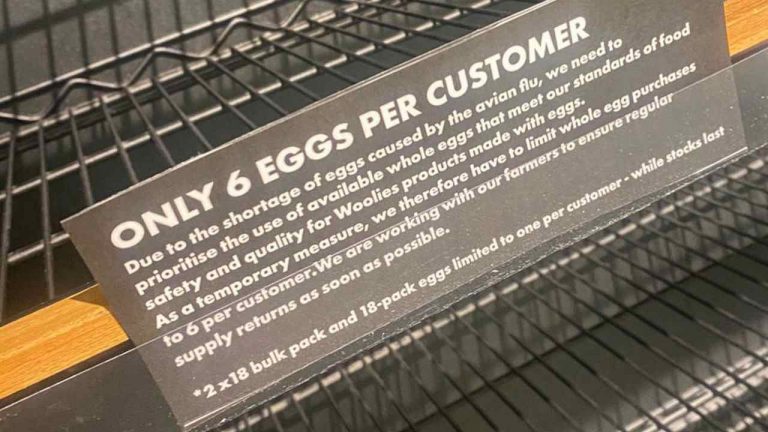 ONLY 6 EGGS PER CUSTOMER
Due to the shortage of eggs caused by the avian flu, we need to
prioritise the use of available whole eggs that meet our standards of food
safety and quality for Woolies products made with eggs.
As a temporary measure, we therefore have to limit whole egg purchases
to 6 per customer.We are working with our farmers to ensure regular
supply returns as soon as possible.
*2x18 bulk pack and 18-pack eggs limited to one per customer - while stocks last